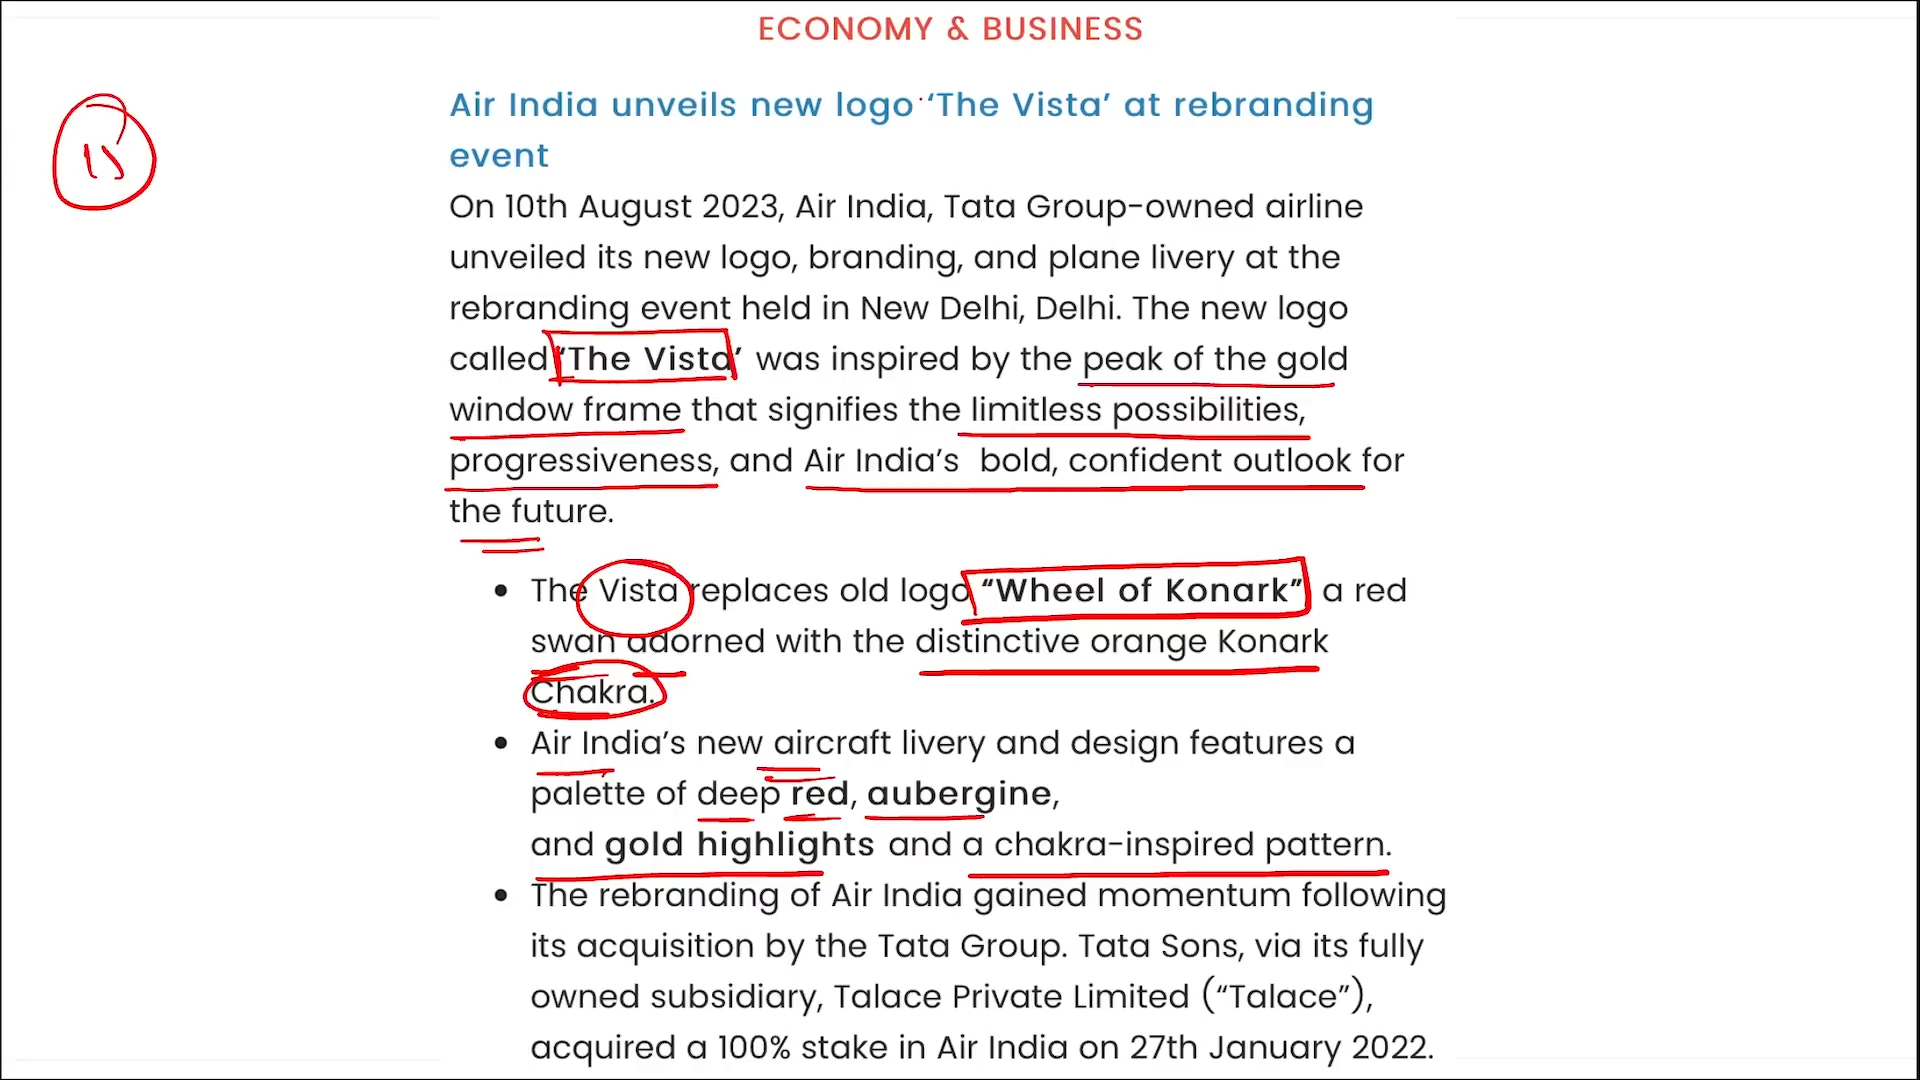 ECONOMY & BUSINESS
Air India unveils new logo ‘The Vista’ at rebranding
event
15
On 10th August 2023, Air India, Tata Group-owned airline
unveiled its new logo, branding, and plane livery at the
rebranding event held in New Delhi, Delhi. The new logo
called ‘The Vista’ was inspired by the peak of the gold
window frame that signifies the limitless possibilities,
progressiveness, and Air India’s bold, confident outlook for
the future.
• The Vista replaces old logo “Wheel of Konark” a red
swan adorned with the distinctive orange Konark
Chakra.
• Air India’s new aircraft livery and design features a
palette of deep red, aubergine,
and gold highlights and a chakra-inspired pattern.
• The rebranding of Air India gained momentum following
its acquisition by the Tata Group. Tata Sons, via its fully
owned subsidiary, Talace Private Limited (“Talace”),
acquired a 100% stake in Air India on 27th January 2022.